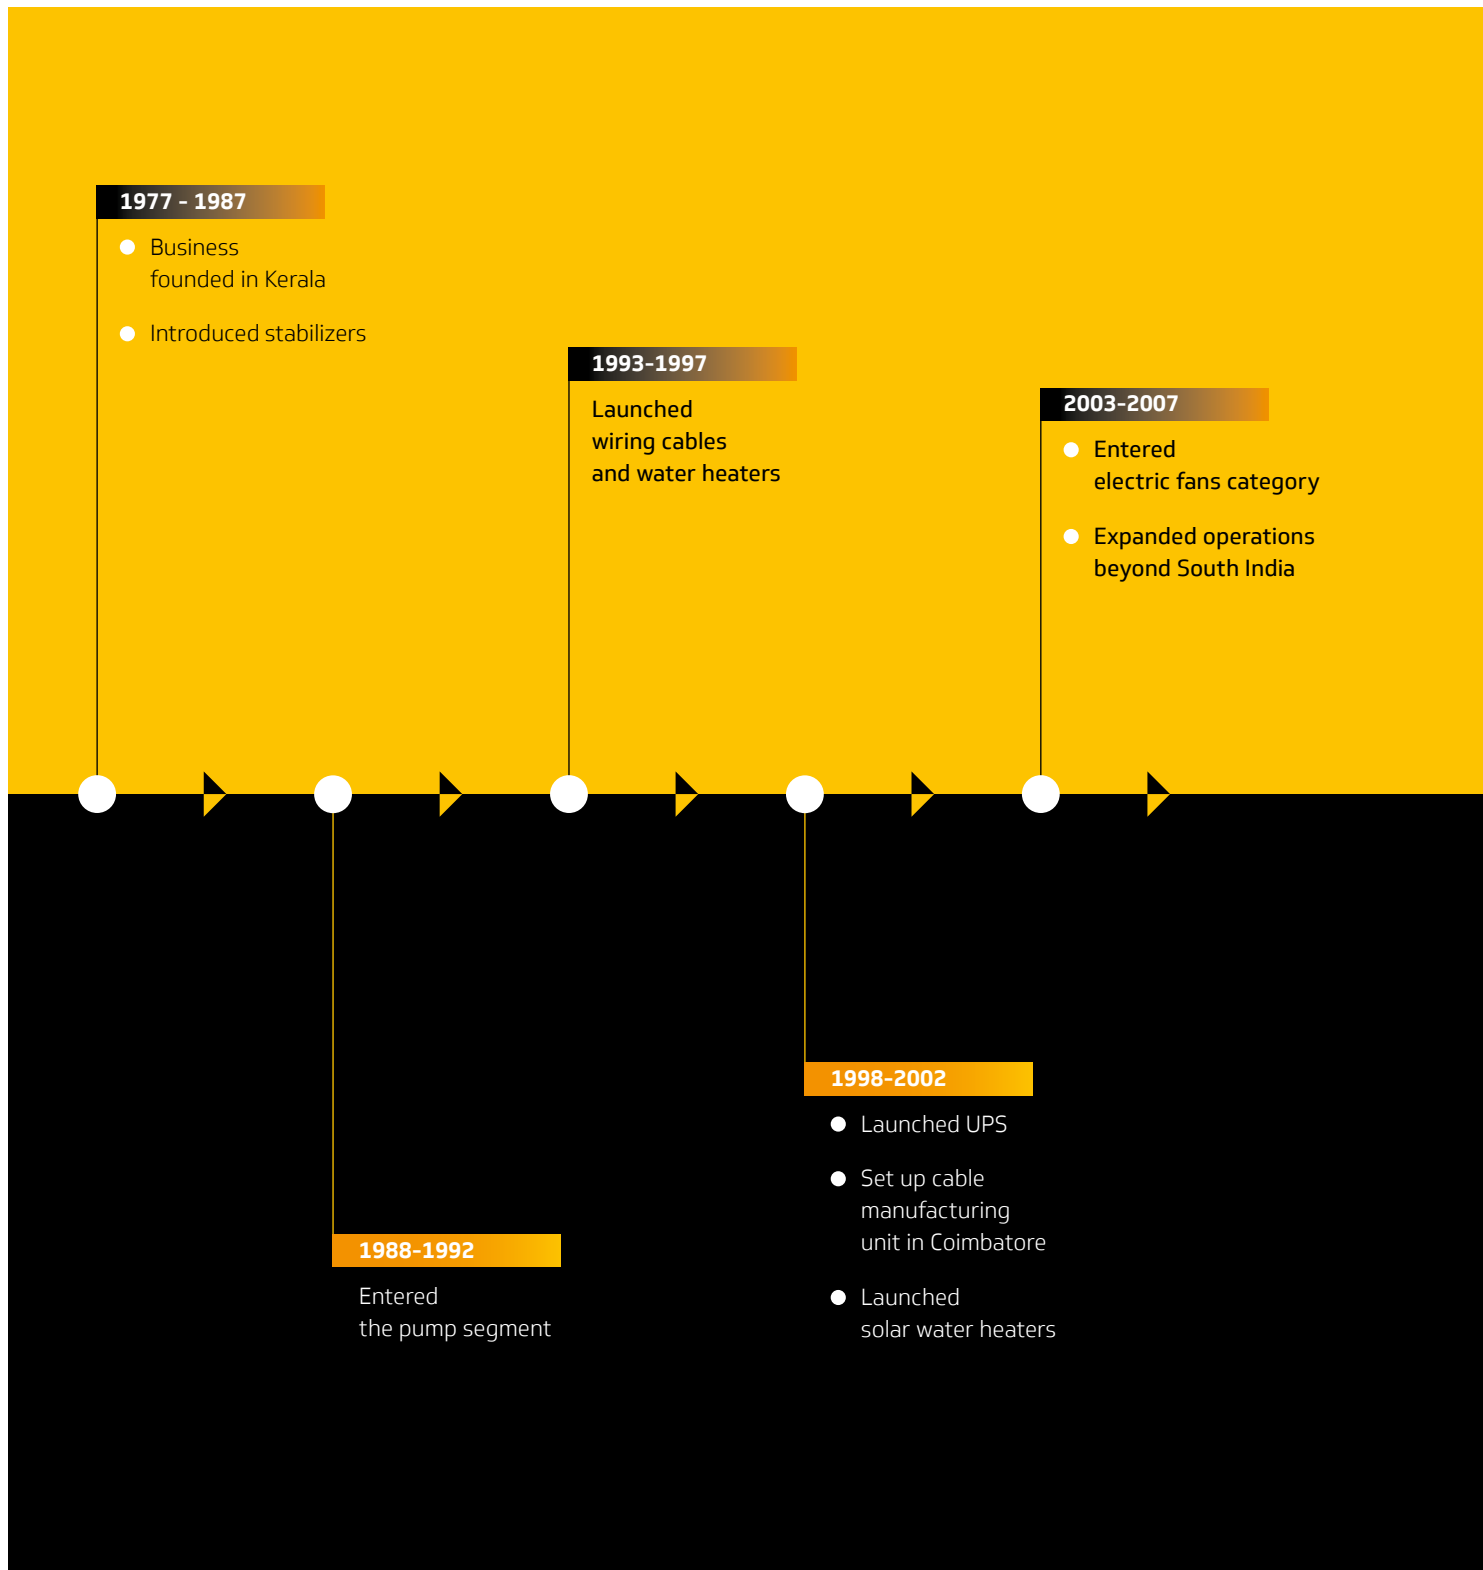 1977 - 1987
Business
founded in Kerala
Introduced stabilizers
1988-1992
Entered
the pump segment
1993-1997
Launched
wiring cables
and water heaters
1998-2002
Launched UPS
Set up cable
manufacturing
unit in Coimbatore
Launched
solar water heaters
2003-2007
Entered
electric fans category
Expanded operations
beyond South India